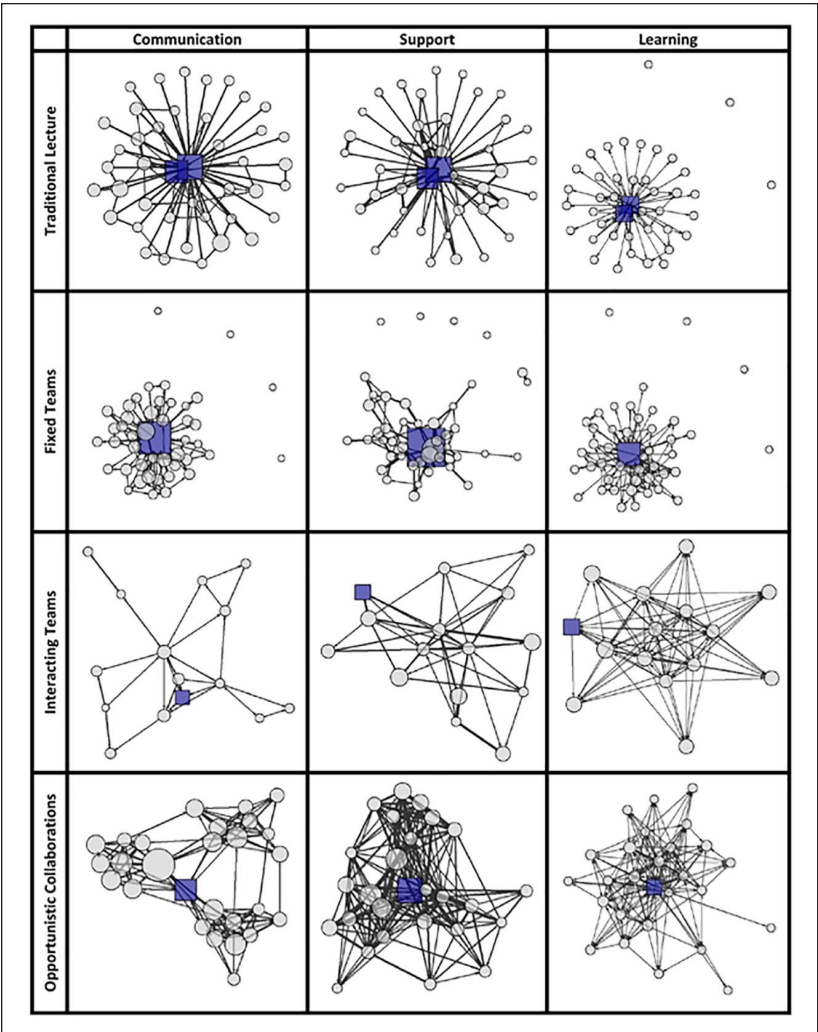 Communication
Support
Learning
Traditional Lecture
Fixed Teams
Interacting Teams
Opportunistic Collaborations